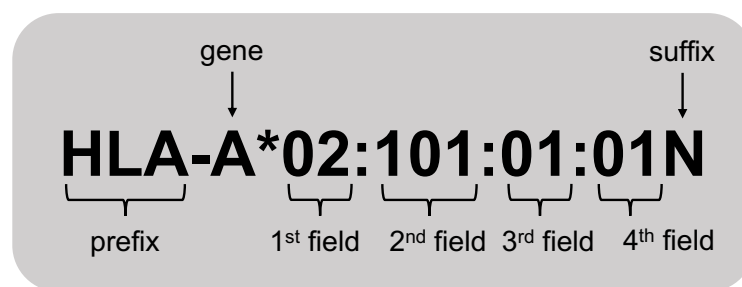 gene suffix
HLA-A*02:101:01:01N
prefix 1st field 2nd field 3rd field 4th field